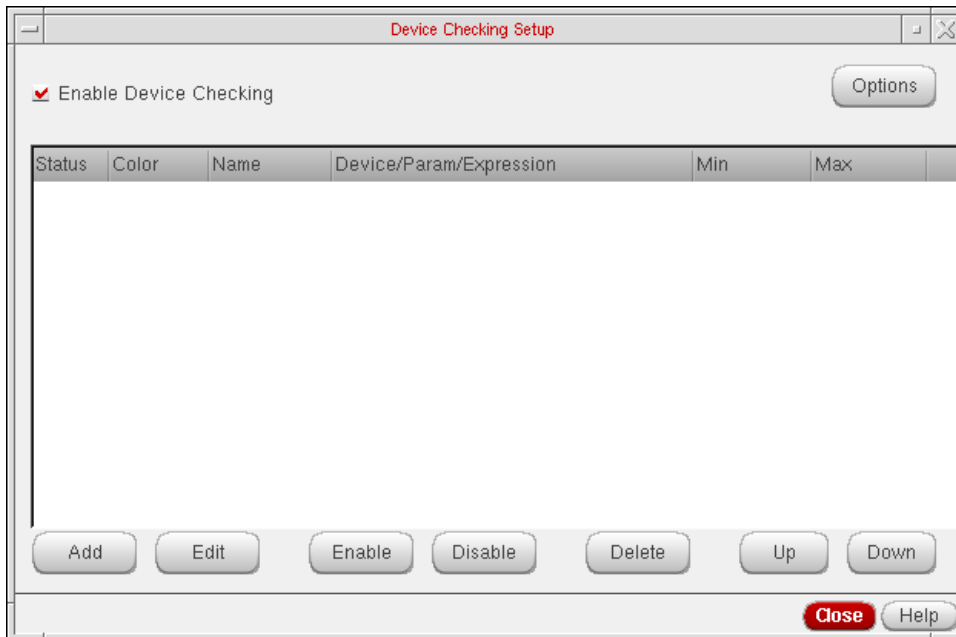 Device Checking Setup
Enable Device Checking
Options
Status Color Name Device/Param/Expression Min Max
Add Edit Enable Disable Delete Up Down
Close Help